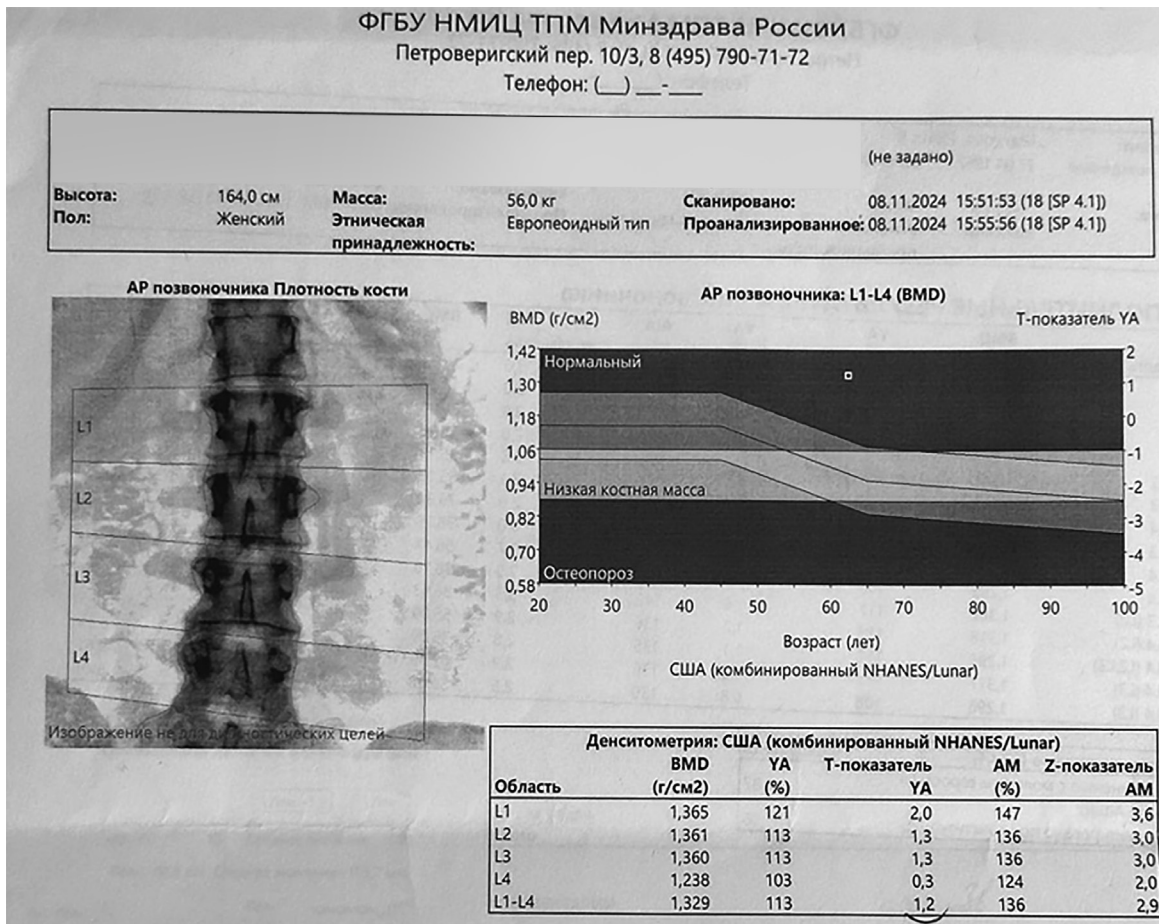 ФГБУ НМИЦ ТПМ Минздрава России
Петроверигский пер. 10/3, 8 (495) 790-71-72
Телефон: (__) __-___
(не задано)
Высота: 164,0 см Масса: 56,0 кг Сканировано: 08.11.2024 15:51:53 (18 [SP 4.1])
Пол: Женский Этническая принадлежность: Европеоидный тип Проанализированное: 08.11.2024 15:55:56 (18 [SP 4.1])
АР позвоночника Плотность кости
L1
L2
L3
L4
Изображение не для диагностических целей
АР позвоночника: L1-L4 (BMD)
BMD (г/см2) Т-показатель YA
1,42 Нормальный 2
1,30 1
1,18 0
1,06 -1
0,94 Низкая костная масса -2
0,82 -3
0,70 -4
0,58 Остеопороз -5
20 30 40 50 60 70 80 90 100
Возраст (лет)
США (комбинированный NHANES/Lunar)
Денситометрия: США (комбинированный NHANES/Lunar)
BMD YA Т-показатель AM Z-показатель
Область (г/см2) (%) YA (%) AM
L1 1,365 121 2,0 147 3,6
L2 1,361 113 1,3 136 3,0
L3 1,360 113 1,3 136 3,0
L4 1,238 103 0,3 124 2,0
L1-L4 1,329 113 1,2 136 2,9